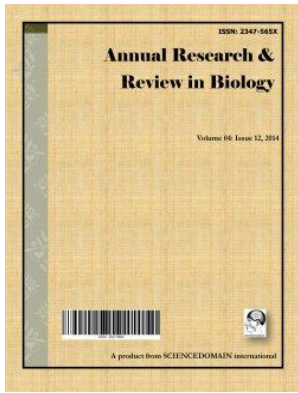 ISSN: 2347-565X
Annual Research &
Review in Biology
Volume 04: Issue 12, 2014
A product from SCIENCEDOMAIN international